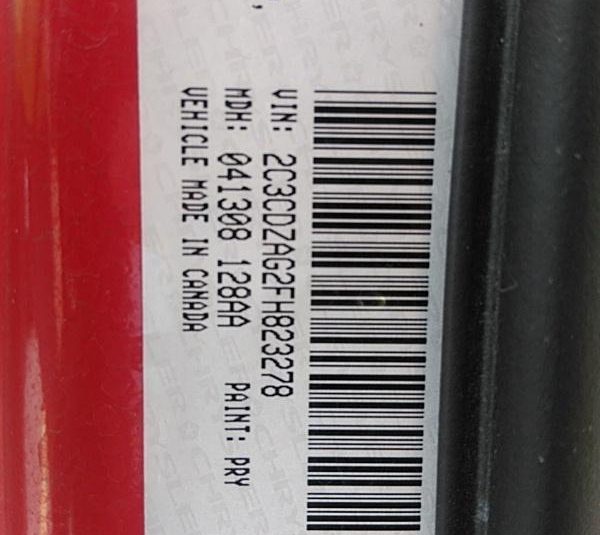 VIN: 2C3CDZAG2FH823278
MDH: 041308 128AA PAINT: PRY
VEHICLE MADE IN CANADA